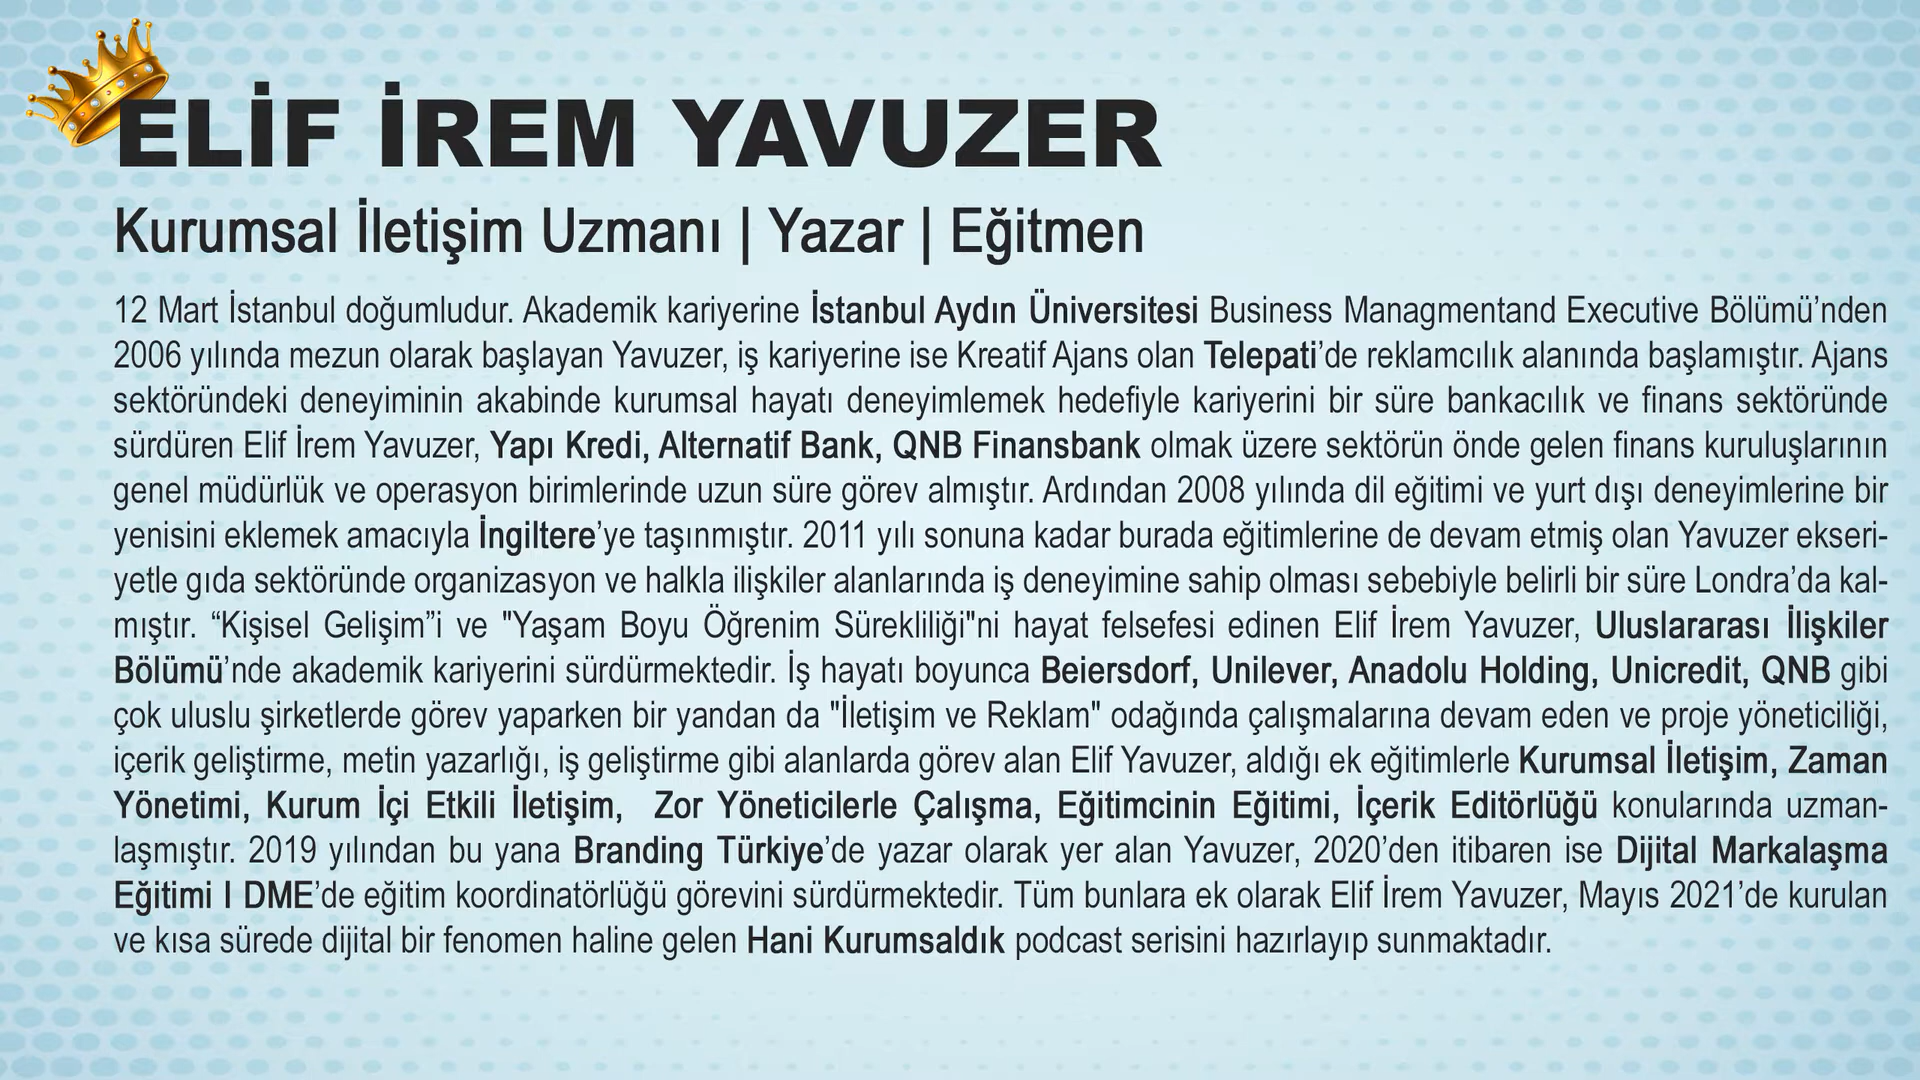 ELİF İREM YAVUZER
Kurumsal İletişim Uzmanı | Yazar | Eğitmen
12 Mart İstanbul doğumludur. Akademik kariyerine İstanbul Aydın Üniversitesi Business Managmentand Executive Bölümü’nden
2006 yılında mezun olarak başlayan Yavuzer, iş kariyerine ise Kreatif Ajans olan Telepati’de reklamcılık alanında başlamıştır. Ajans
sektöründeki deneyiminin akabinde kurumsal hayatı deneyimlemek hedefiyle kariyerini bir süre bankacılık ve finans sektöründe
sürdüren Elif İrem Yavuzer, Yapı Kredi, Alternatif Bank, QNB Finansbank olmak üzere sektörün önde gelen finans kuruluşlarının
genel müdürlük ve operasyon birimlerinde uzun süre görev almıştır. Ardından 2008 yılında dil eğitimi ve yurt dışı deneyimlerine bir
yenisini eklemek amacıyla İngiltere’ye taşınmıştır. 2011 yılı sonuna kadar burada eğitimlerine de devam etmiş olan Yavuzer ekseri-
yetle gıda sektöründe organizasyon ve halkla ilişkiler alanlarında iş deneyimine sahip olması sebebiyle belirli bir süre Londra’da kal-
mıştır. “Kişisel Gelişim”i ve "Yaşam Boyu Öğrenim Sürekliliği"ni hayat felsefesi edinen Elif İrem Yavuzer, Uluslararası İlişkiler
Bölümü’nde akademik kariyerini sürdürmektedir. İş hayatı boyunca Beiersdorf, Unilever, Anadolu Holding, Unicredit, QNB gibi
çok uluslu şirketlerde görev yaparken bir yandan da "İletişim ve Reklam" odağında çalışmalarına devam eden ve proje yöneticiliği,
içerik geliştirme, metin yazarlığı, iş geliştirme gibi alanlarda görev alan Elif Yavuzer, aldığı ek eğitimlerle Kurumsal İletişim, Zaman
Yönetimi, Kurum İçi Etkili İletişim, Zor Yöneticilerle Çalışma, Eğitimcinin Eğitimi, İçerik Editörlüğü konularında uzman-
laşmıştır. 2019 yılından bu yana Branding Türkiye’de yazar olarak yer alan Yavuzer, 2020’den itibaren ise Dijital Markalaşma
Eğitimi I DME’de eğitim koordinatörlüğü görevini sürdürmektedir. Tüm bunlara ek olarak Elif İrem Yavuzer, Mayıs 2021’de kurulan
ve kısa sürede dijital bir fenomen haline gelen Hani Kurumsaldık podcast serisini hazırlayıp sunmaktadır.